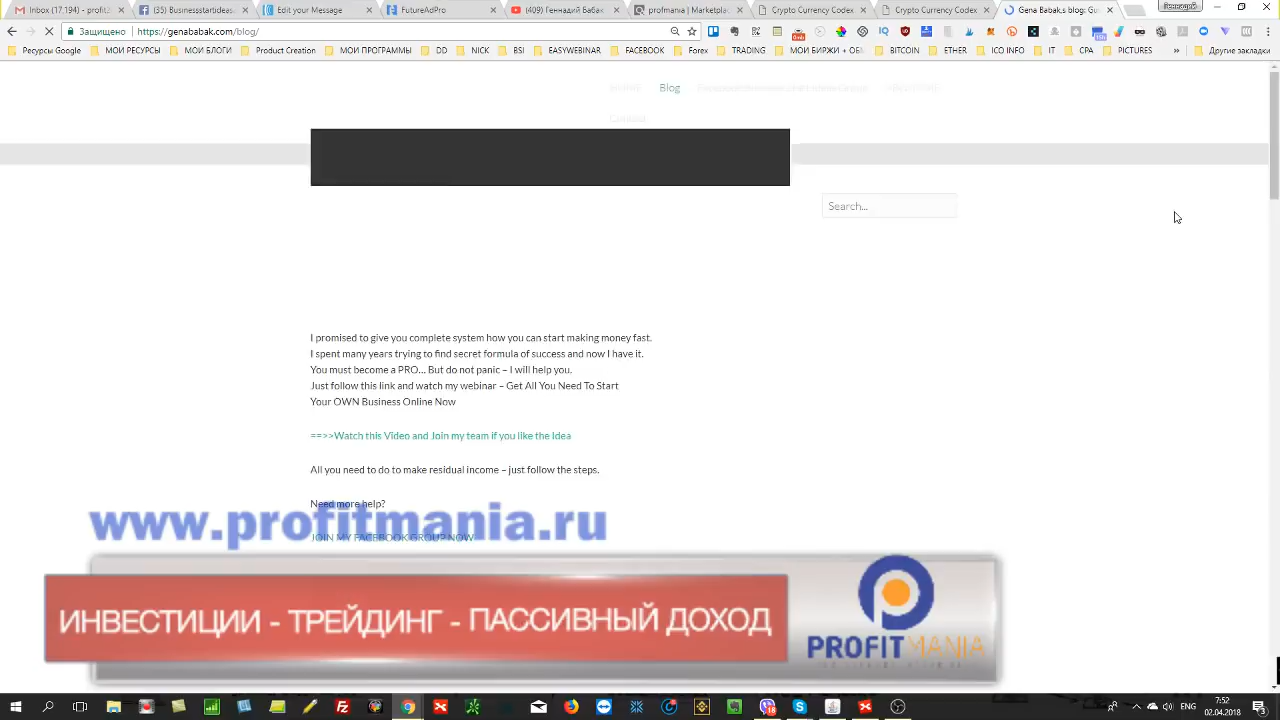 Inbox (17,194) - profitm
(35) Businessstartideas
Edit your Message
FutureAdPro
(409) Геннадий Бабак
profmania | Marketplac
Crypto Currency Codex
Crypto Currency Codex
Gena Babak,s blog: Gu
Защищено https://genababak.com/blog/
Ресурсы Google МОИ РЕСУРСЫ МОИ БЛОГИ Product Creation МОИ ПРОГРАММ DD NICK BSI EASYWEBINAR FACEBOOK Forex TRADING МОИ БИРЖИ + ОБМ BITCOIN ETHER ICO INFO IT CPA PICTURES » Другие закладки
HOME Blog
Search...
I promised to give you complete system how you can start making money fast.
I spent many years trying to find secret formula of success and now I have it.
You must become a PRO… But do not panic – I will help you.
Just follow this link and watch my webinar – Get All You Need To Start
Your OWN Business Online Now
==>>Watch this Video and Join my team if you like the Idea
All you need to do to make residual income – just follow the steps.
Need more help?
www.profitmania.ru
JOIN MY FACEBOOK GROUP NOW
ИНВЕСТИЦИИ - ТРЕЙДИНГ - ПАССИВНЫЙ ДОХОД
PROFITMANIA
ENG
7:52
02.04.2018